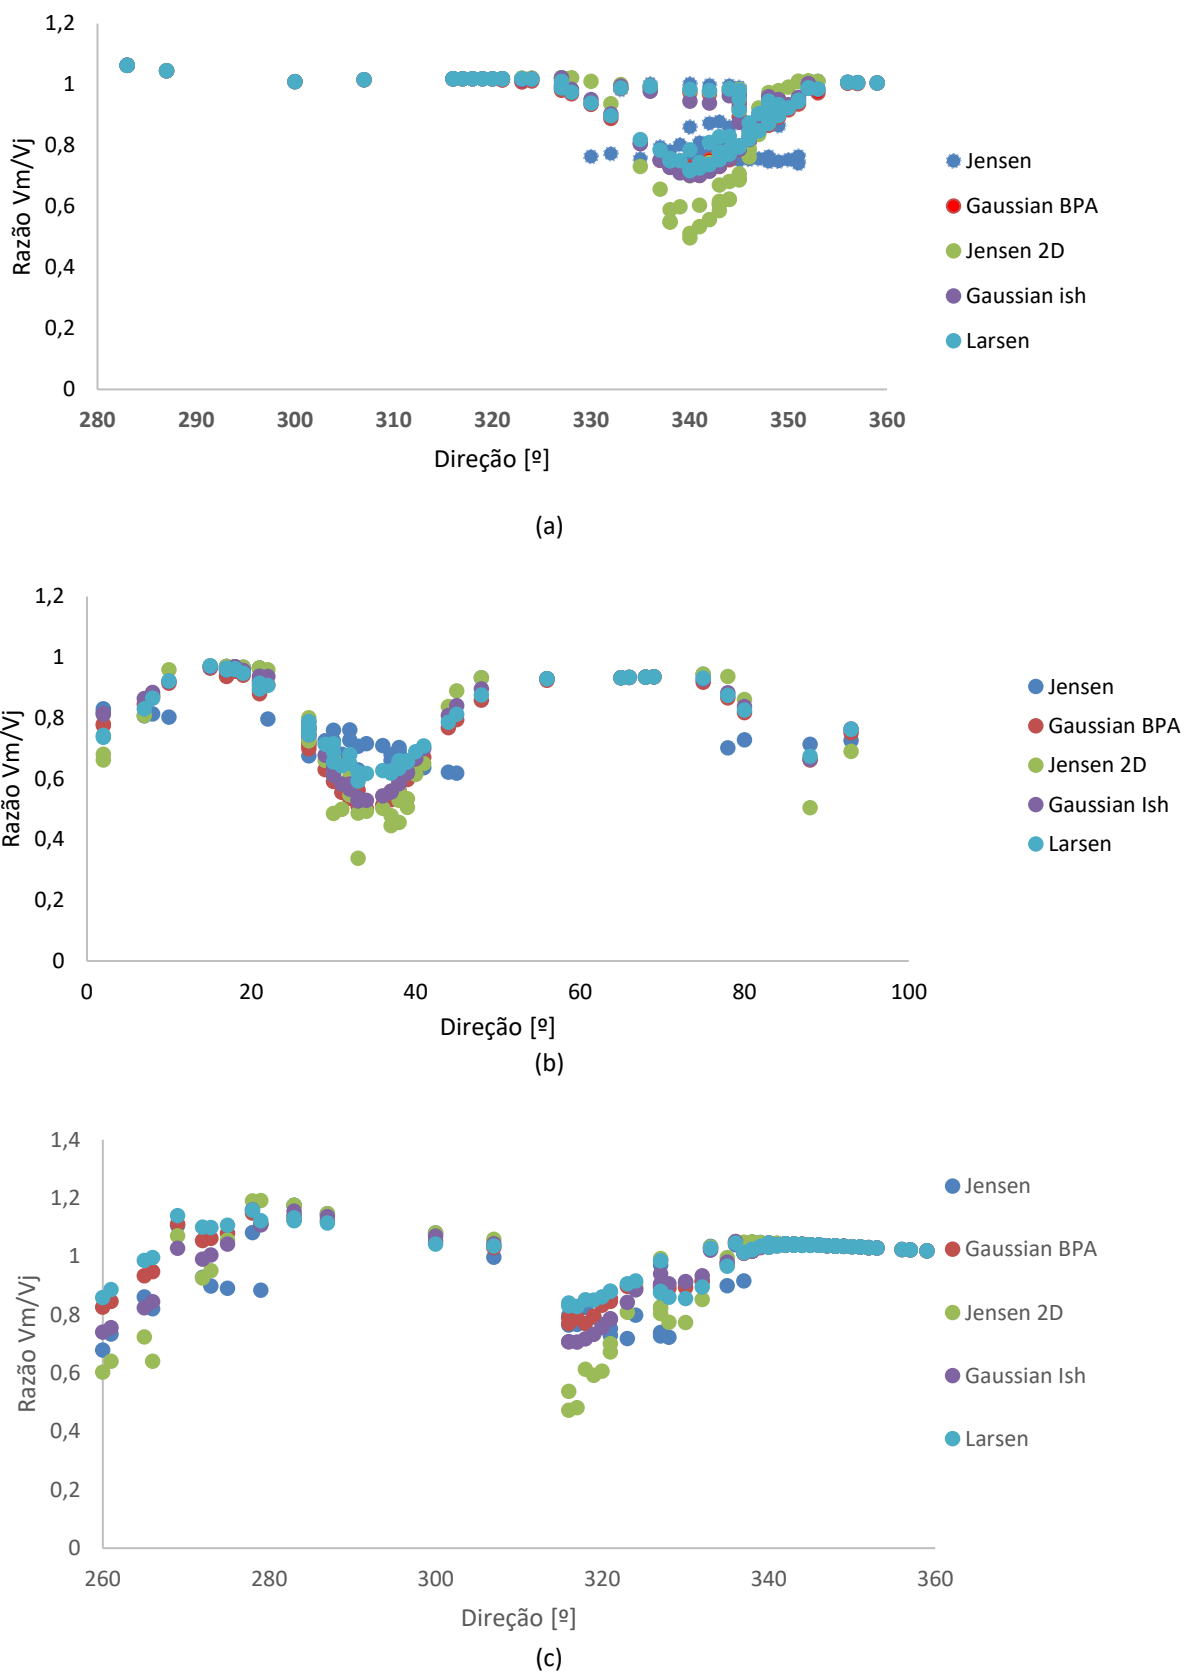 1,2
1
0,8
0,6
0,4
0,2
0
280 290 300 310 320 330 340 350 360
Razão Vm/Vj
Direção [º]
Jensen
Gaussian BPA
Jensen 2D
Gaussian ish
Larsen
(a)
1,2
1
0,8
0,6
0,4
0,2
0
0 20 40 60 80 100
Razão Vm/Vj
Direção [º]
Jensen
Gaussian BPA
Jensen 2D
Gaussian Ish
Larsen
(b)
1,4
1,2
1
0,8
0,6
0,4
0,2
0
260 280 300 320 340 360
Razão Vm/Vj
Direção [º]
Jensen
Gaussian BPA
Jensen 2D
Gaussian Ish
Larsen
(c)